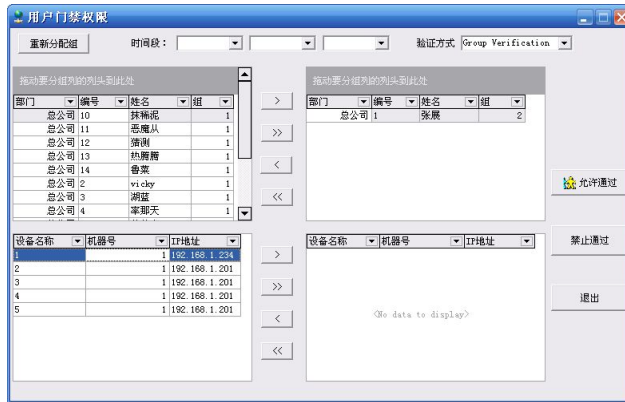 用户门禁权限
重新分配组 时间段： 验证方式 Group Verification
拖动要分组列的列头到此处
部门 编号 姓名 组
总公司 10 抹稀泥 1
总公司 11 恶魔从 1
总公司 12 猜测 1
总公司 13 热腾腾 1
总公司 14 鲁菜 1
总公司 2 vicky 1
总公司 3 湖蓝 1
总公司 4 率那天 1
>
>>
<
<<
拖动要分组列的列头到此处
部门 编号 姓名 组
总公司 1 张展 2
设备名称 机器号 IP地址
1 1 192.168.1.234
2 1 192.168.1.201
3 1 192.168.1.201
4 1 192.168.1.201
5 1 192.168.1.201
>
>>
<
<<
设备名称 机器号 IP地址
<No data to display>
允许通过
禁止通过
退出